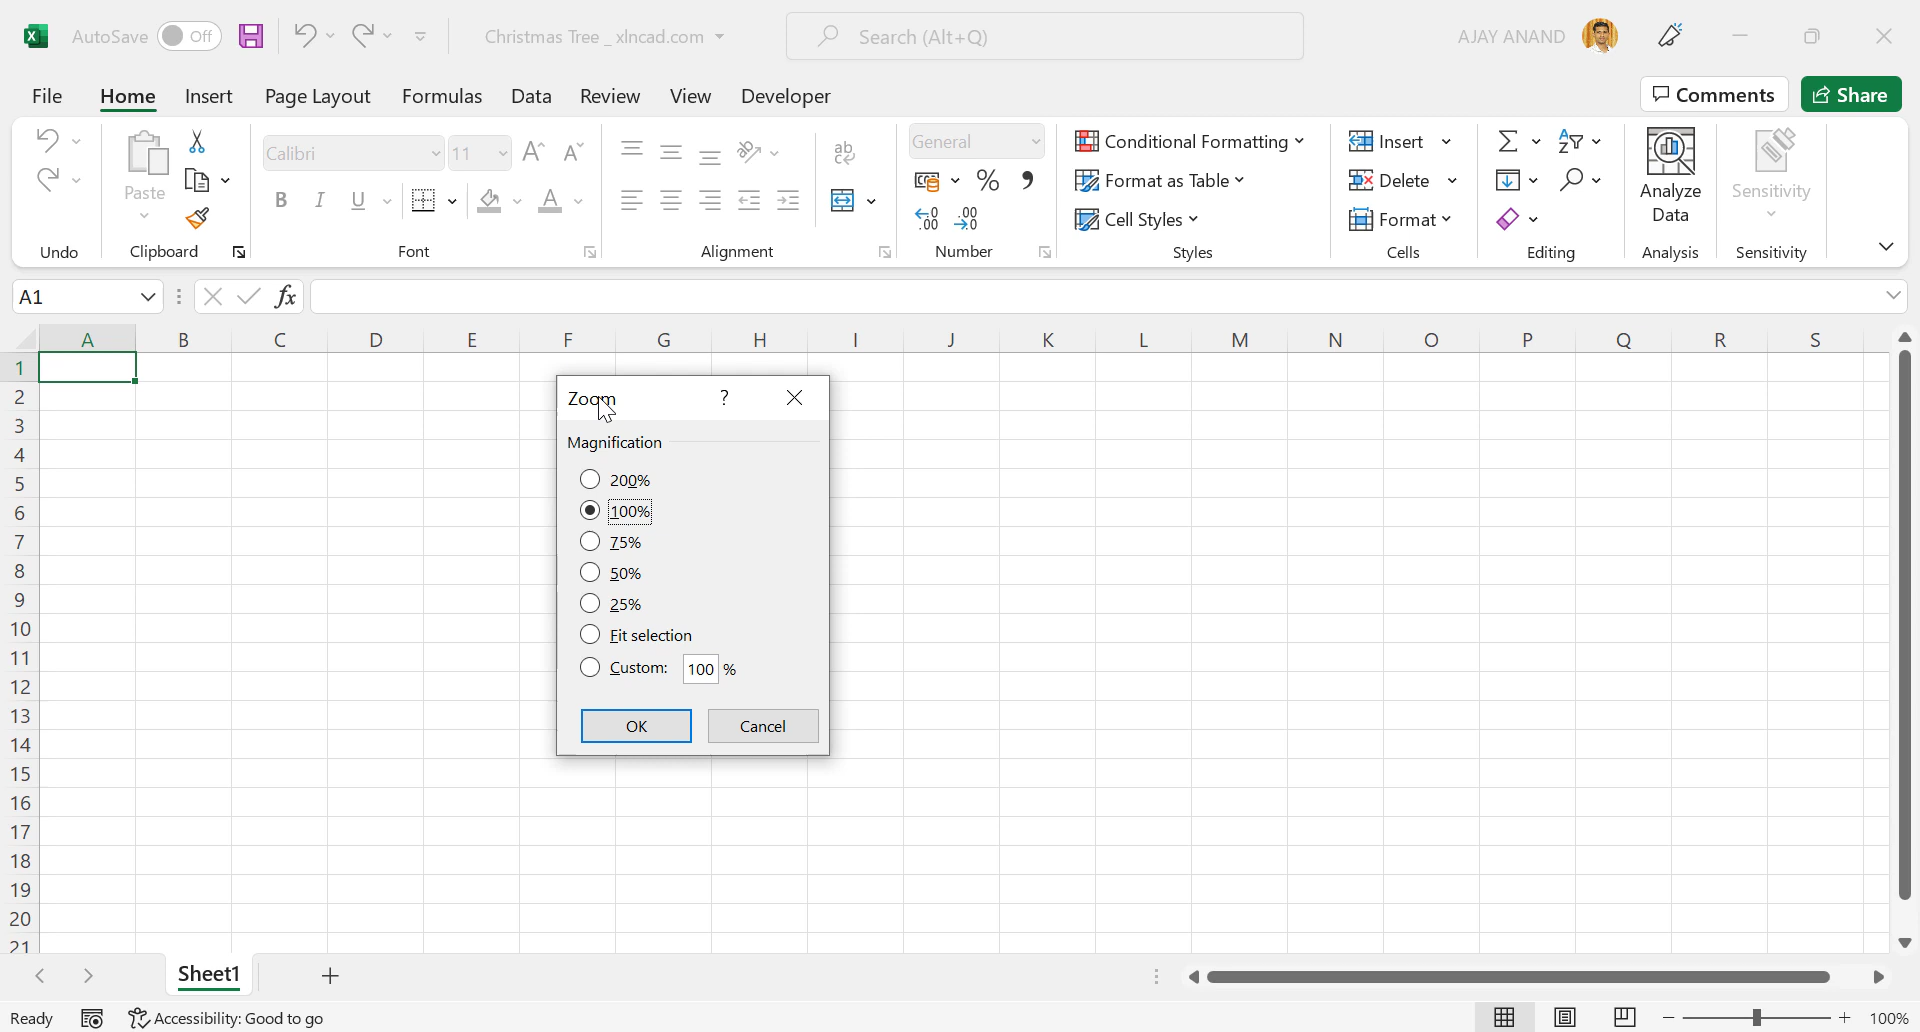 AutoSave Off Christmas Tree _ xlncad.com Search (Alt+Q) AJAY ANAND
File Home Insert Page Layout Formulas Data Review View Developer Comments Share
Calibri 11 General Conditional Formatting Insert
Paste B I U % Format as Table Delete Analyze Data Sensitivity
Cell Styles Format
Undo Clipboard Font Alignment Number Styles Cells Editing Analysis Sensitivity
A1 fx
A B C D E F G H I J K L M N O P Q R S
1
2
3
4
5
6
7
8
9
10
11
12
13
14
15
16
17
18
19
20
21
Zoom ?
Magnification
200%
100%
75%
50%
25%
Fit selection
Custom: 100 %
OK Cancel
Sheet1
Ready Accessibility: Good to go 100%